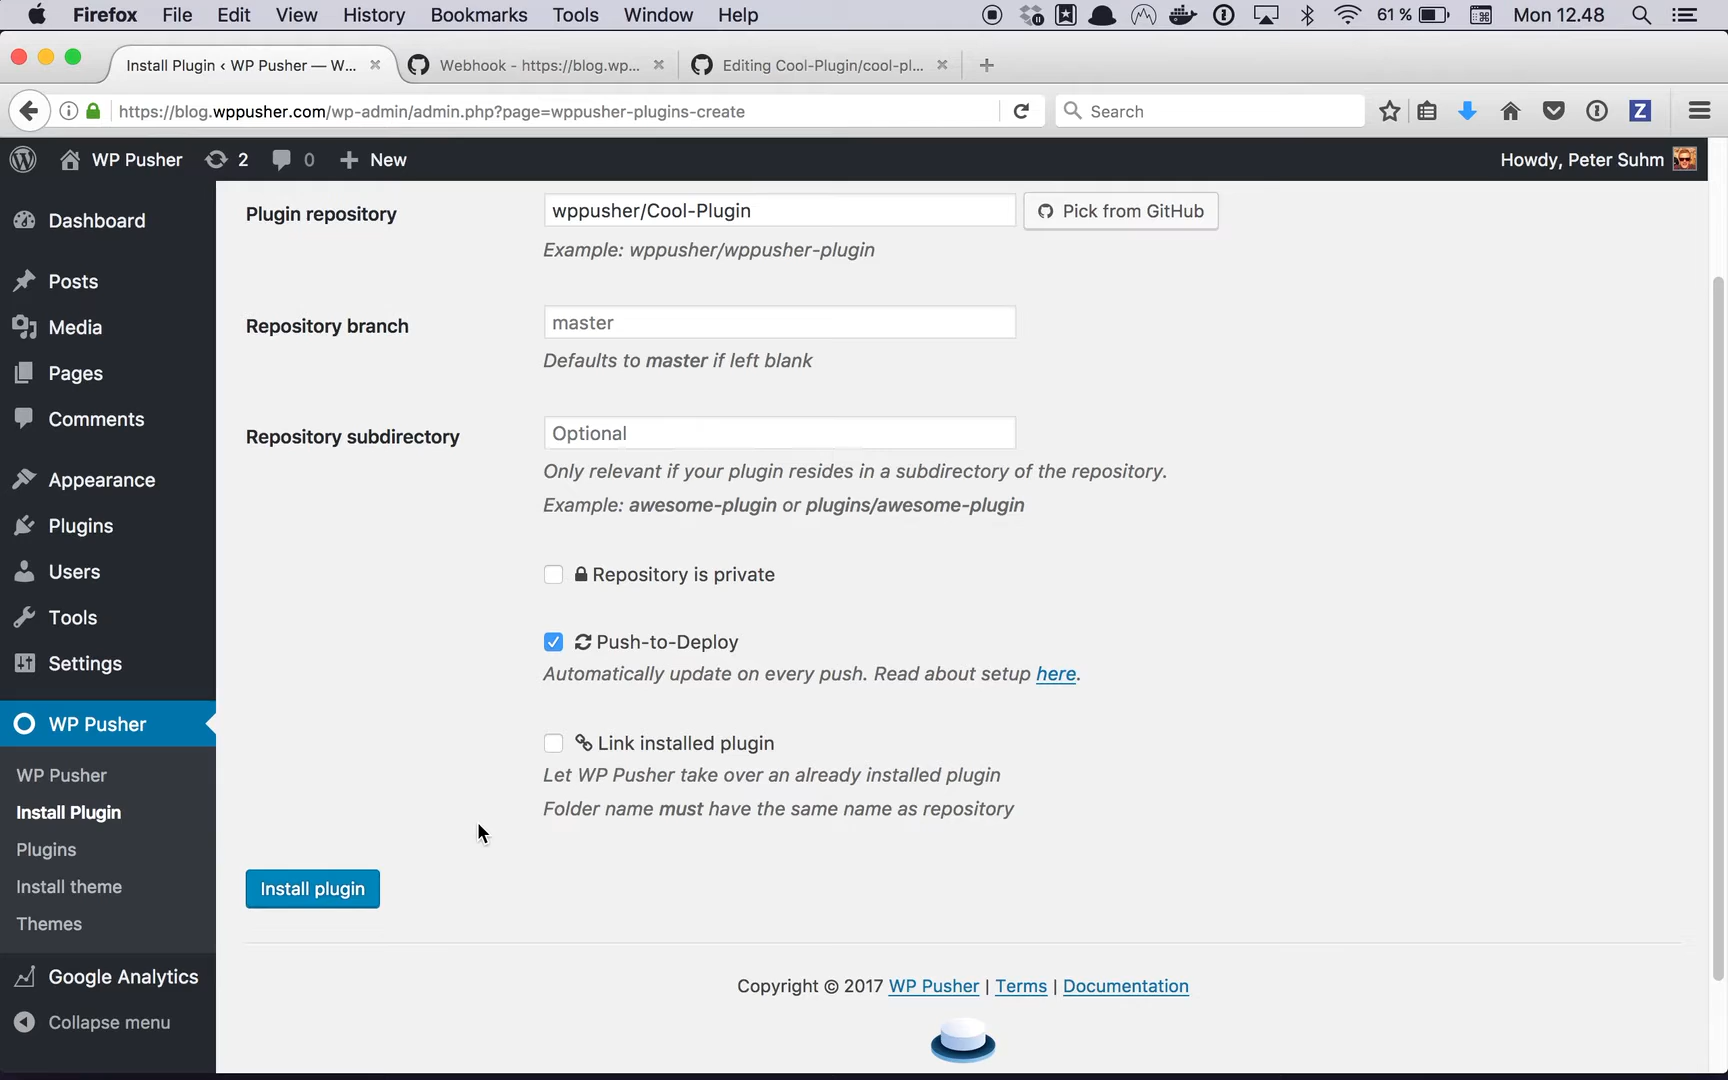 Firefox File Edit View History Bookmarks Tools Window Help 61 % Mon 12.48
Install Plugin ‹ WP Pusher — W... Webhook - https://blog.wp... Editing Cool-Plugin/cool-pl...
https://blog.wppusher.com/wp-admin/admin.php?page=wppusher-plugins-create Search Z
WP Pusher 2 0 New Howdy, Peter Suhm
Dashboard
Posts
Media
Pages
Comments
Appearance
Plugins
Users
Tools
Settings
WP Pusher
WP Pusher
Install Plugin
Plugins
Install theme
Themes
Google Analytics
Collapse menu
Plugin repository wppusher/Cool-Plugin Pick from GitHub
Example: wppusher/wppusher-plugin
Repository branch master
Defaults to master if left blank
Repository subdirectory Optional
Only relevant if your plugin resides in a subdirectory of the repository.
Example: awesome-plugin or plugins/awesome-plugin
Repository is private
Push-to-Deploy
Automatically update on every push. Read about setup here.
Link installed plugin
Let WP Pusher take over an already installed plugin
Folder name must have the same name as repository
Install plugin
Copyright © 2017 WP Pusher | Terms | Documentation